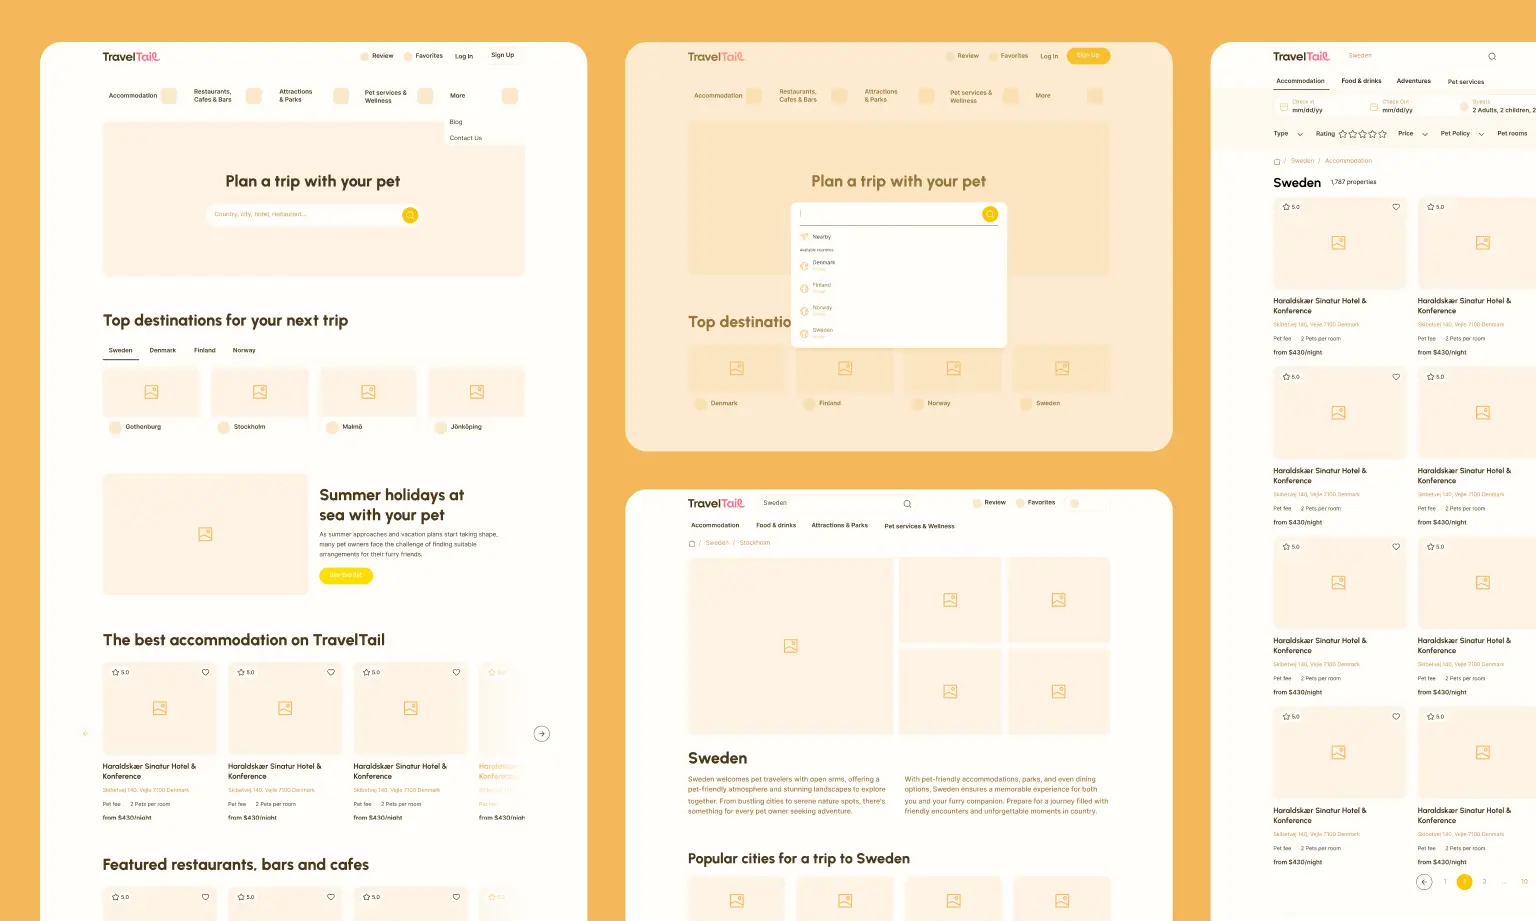 TravelTail
Review
Favorites
Log In
Sign Up
Accommodation
Restaurants,
Cafes & Bars
Attractions
& Parks
Pet services &
Wellness
More
Blog
Contact Us
Plan a trip with your pet
Country, city, hotel, restaurant...
Top destinations for your next trip
Sweden
Denmark
Finland
Norway
Gothenburg
Stockholm
Malmö
Jönköping
Summer holidays at
sea with your pet
As summer approaches and vacation plans start taking shape,
many pet owners face the challenge of finding suitable
arrangements for their furry friends.
The best accommodation on TravelTail
5.0
5.0
5.0
5.0
Haraldskær Sinatur Hotel &
Konference
Skibetvej 140, Vejle 7100 Denmark
Pet fee 2 Pets per room
from $430/night
Haraldskær Sinatur Hotel &
Konference
Skibetvej 140, Vejle 7100 Denmark
Pet fee 2 Pets per room
from $430/night
Haraldskær Sinatur Hotel &
Konference
Skibetvej 140, Vejle 7100 Denmark
Pet fee 2 Pets per room
from $430/night
Haraldskær
Konference
Pet fee
from $430/nigh
Featured restaurants, bars and cafes
5.0
5.0
5.0
5.0
TravelTail
Review
Favorites
Log In
Sign Up
Accommodation
Restaurants,
Cafes & Bars
Attractions
& Parks
Pet services &
Wellness
More
Plan a trip with your pet
Nearby
Available countries
Denmark
Finland
Norway
Sweden
Top destinatio
Denmark
Finland
Norway
Sweden
TravelTail
Sweden
Review
Favorites
Accommodation
Food & drinks
Attractions & Parks
Pet services & Wellness
/ Sweden / Stockholm
Sweden
Sweden welcomes pet travelers with open arms, offering a
pet-friendly atmosphere and stunning landscapes to explore
together. From bustling cities to serene nature spots, there's
something for every pet owner seeking adventure.
With pet-friendly accommodations, parks, and even dining
options, Sweden ensures a memorable experience for both
you and your furry companion. Prepare for a journey filled with
friendly encounters and unforgettable moments in country.
Popular cities for a trip to Sweden
TravelTail
Sweden
Accommodation
Food & drinks
Adventures
Pet services
Check in
mm/dd/yy
Check Out
mm/dd/yy
Guests
2 Adults, 2 children, 2
Type
Rating
Price
Pet Policy
Pet rooms
/ Sweden / Accommodation
Sweden
1,787 properties
5.0
5.0
Haraldskær Sinatur Hotel &
Konference
Skibetvej 140, Vejle 7100 Denmark
Pet fee 2 Pets per room
from $430/night
Haraldskær Sinatur Hotel &
Konference
Skibetvej 140, Vejle 7100 Denmark
Pet fee 2 Pets per room
from $430/night
5.0
5.0
Haraldskær Sinatur Hotel &
Konference
Skibetvej 140, Vejle 7100 Denmark
Pet fee 2 Pets per room
from $430/night
Haraldskær Sinatur Hotel &
Konference
Skibetvej 140, Vejle 7100 Denmark
Pet fee 2 Pets per room
from $430/night
5.0
5.0
Haraldskær Sinatur Hotel &
Konference
Skibetvej 140, Vejle 7100 Denmark
Pet fee 2 Pets per room
from $430/night
Haraldskær Sinatur Hotel &
Konference
Skibetvej 140, Vejle 7100 Denmark
Pet fee 2 Pets per room
from $430/night
5.0
5.0
Haraldskær Sinatur Hotel &
Konference
Skibetvej 140, Vejle 7100 Denmark
Pet fee 2 Pets per room
from $430/night
Haraldskær Sinatur Hotel &
Konference
Skibetvej 140, Vejle 7100 Denmark
Pet fee 2 Pets per room
from $430/night
1 2 3 ... 10